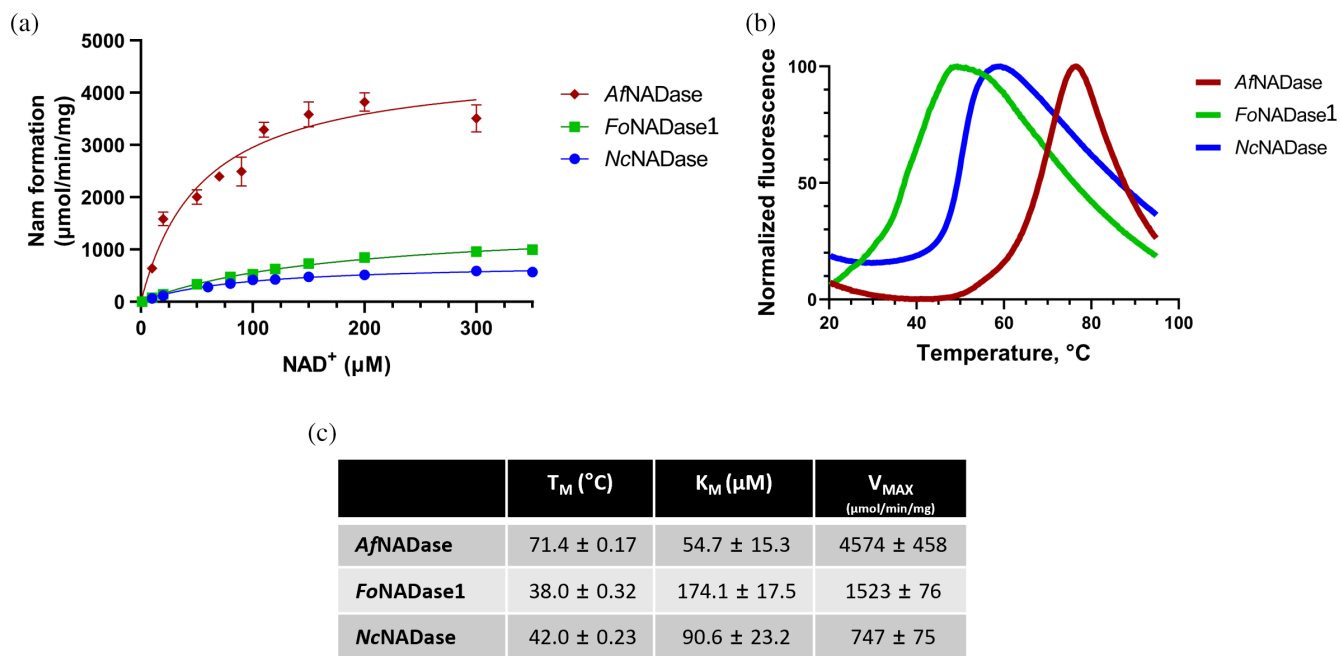 (a)
5000
4000
3000
2000
1000
0
0
100
200
300
Nam formation
(µmol/min/mg)
NAD+ (µM)
AfNADase
FoNADase1
NcNADase
(b)
100
50
0
20
40
60
80
100
Normalized fluorescence
Temperature, °C
AfNADase
FoNADase1
NcNADase
(c)
TM (°C) KM (µM) VMAX
(µmol/min/mg)
AfNADase 71.4 ± 0.17 54.7 ± 15.3 4574 ± 458
FoNADase1 38.0 ± 0.32 174.1 ± 17.5 1523 ± 76
NcNADase 42.0 ± 0.23 90.6 ± 23.2 747 ± 75